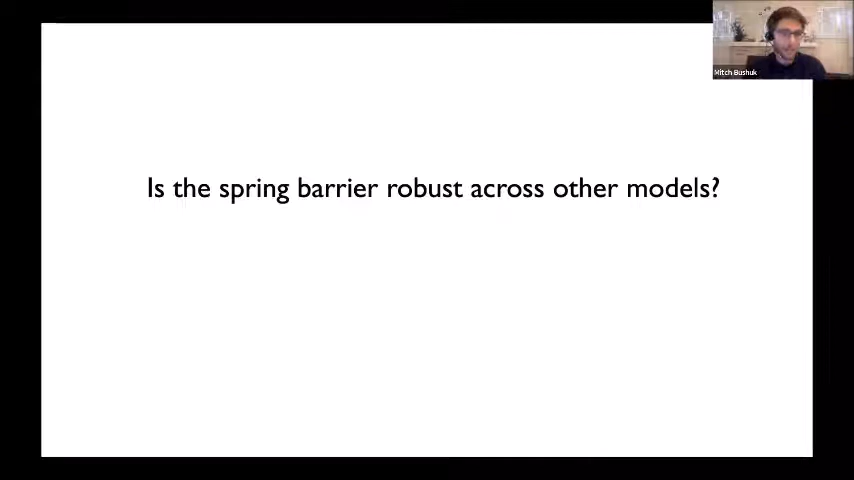 Mitch Bushuk
Is the spring barrier robust across other models?